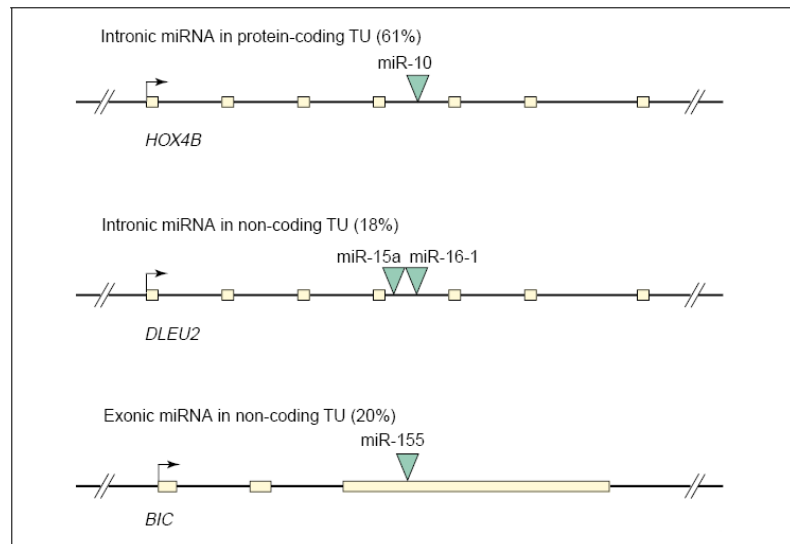 Intronic miRNA in protein-coding TU (61%)
miR-10
HOX4B
Intronic miRNA in non-coding TU (18%)
miR-15a miR-16-1
DLEU2
Exonic miRNA in non-coding TU (20%)
miR-155
BIC